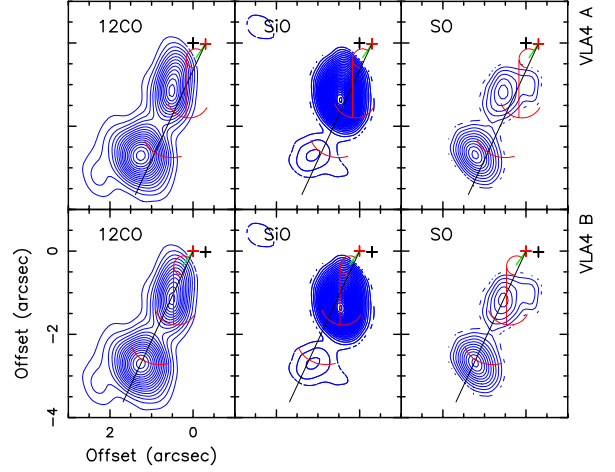 12CO
SiO
SO
VLA4 A
12CO
SiO
SO
VLA4 B
0
−2
−4
Offset (arcsec)
2
0
Offset (arcsec)